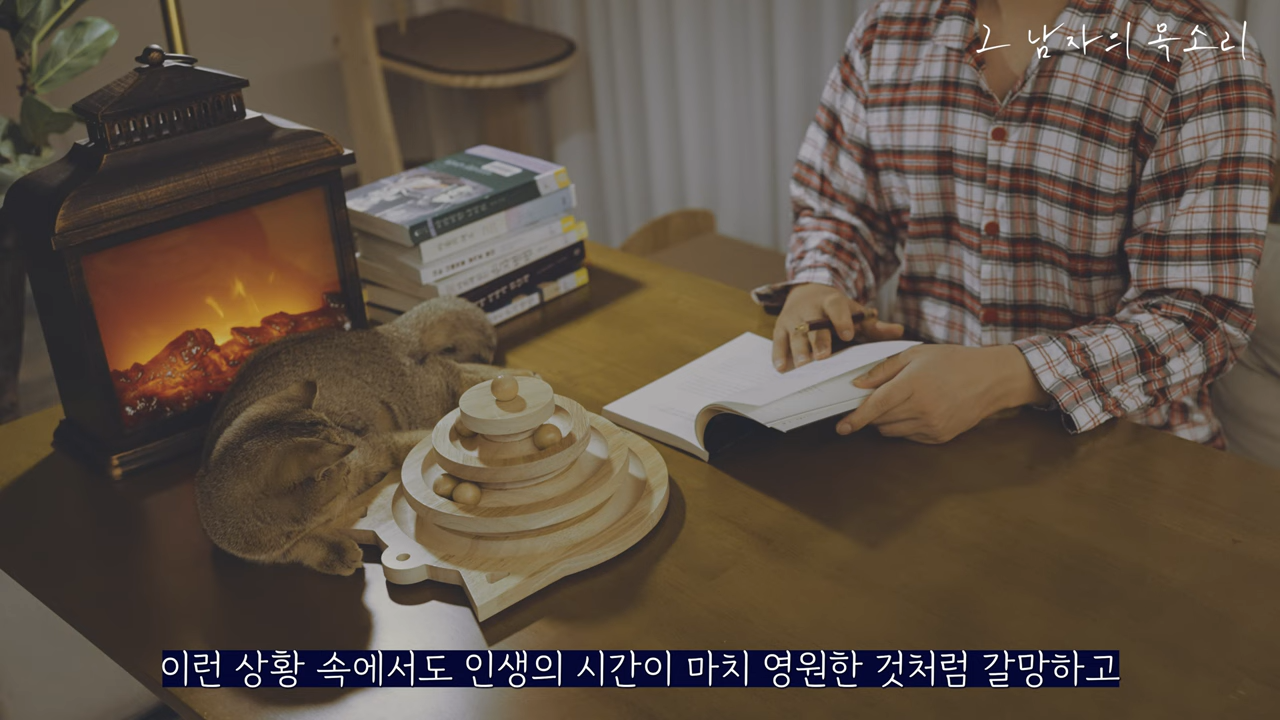 그 남자의 목소리
이런 상황 속에서도 인생의 시간이 마치 영원한 것처럼 갈망하고